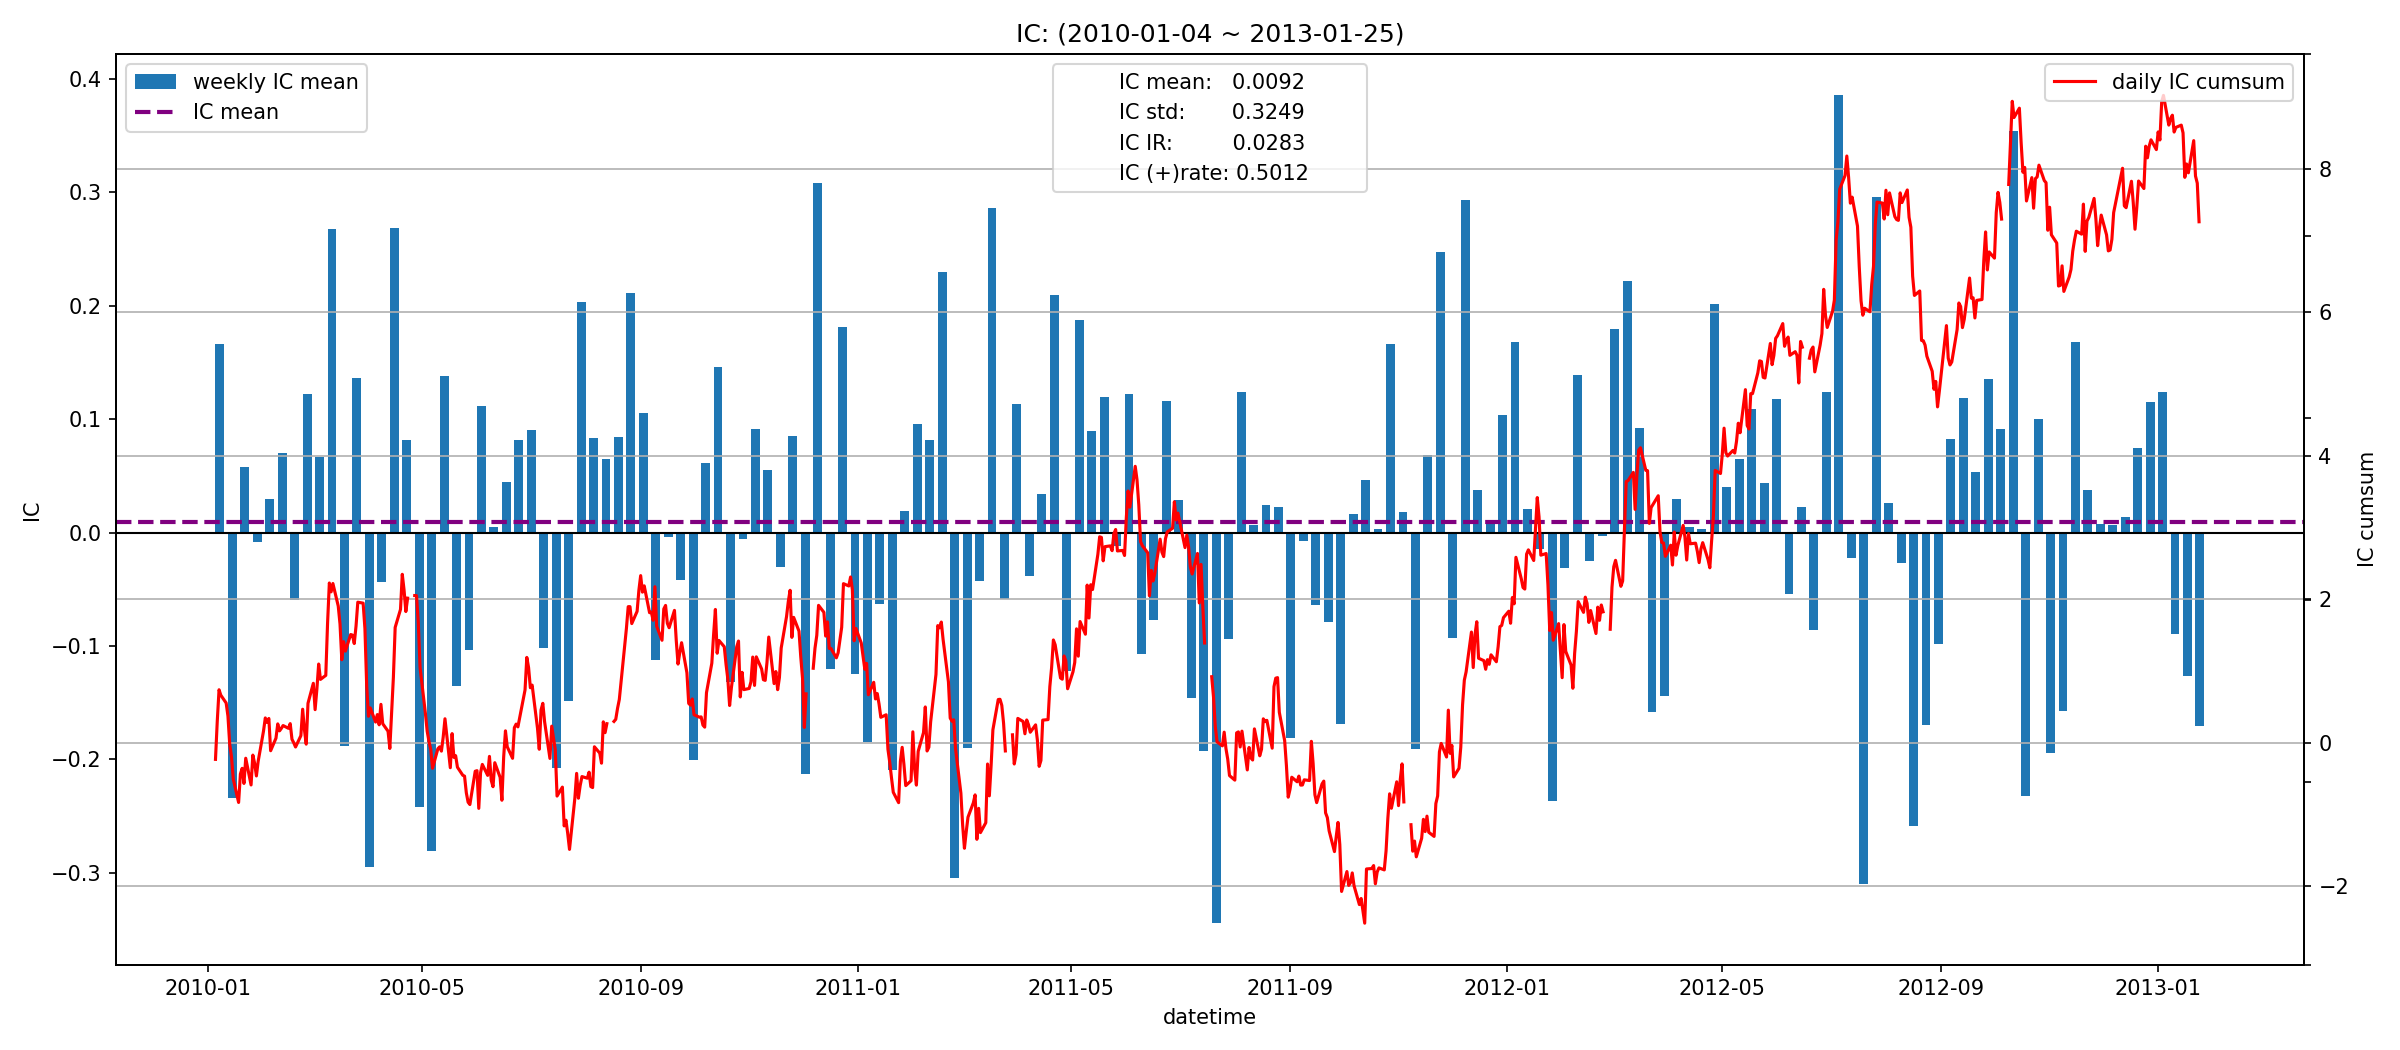 IC: (2010-01-04 ~ 2013-01-25)
weekly IC mean
IC mean
IC mean: 0.0092
IC std: 0.3249
IC IR: 0.0283
IC (+)rate: 0.5012
daily IC cumsum
0.4
0.3
0.2
0.1
0.0
−0.1
−0.2
−0.3
IC
8
6
4
2
0
−2
IC cumsum
2010-01 2010-05 2010-09 2011-01 2011-05 2011-09 2012-01 2012-05 2012-09 2013-01
datetime